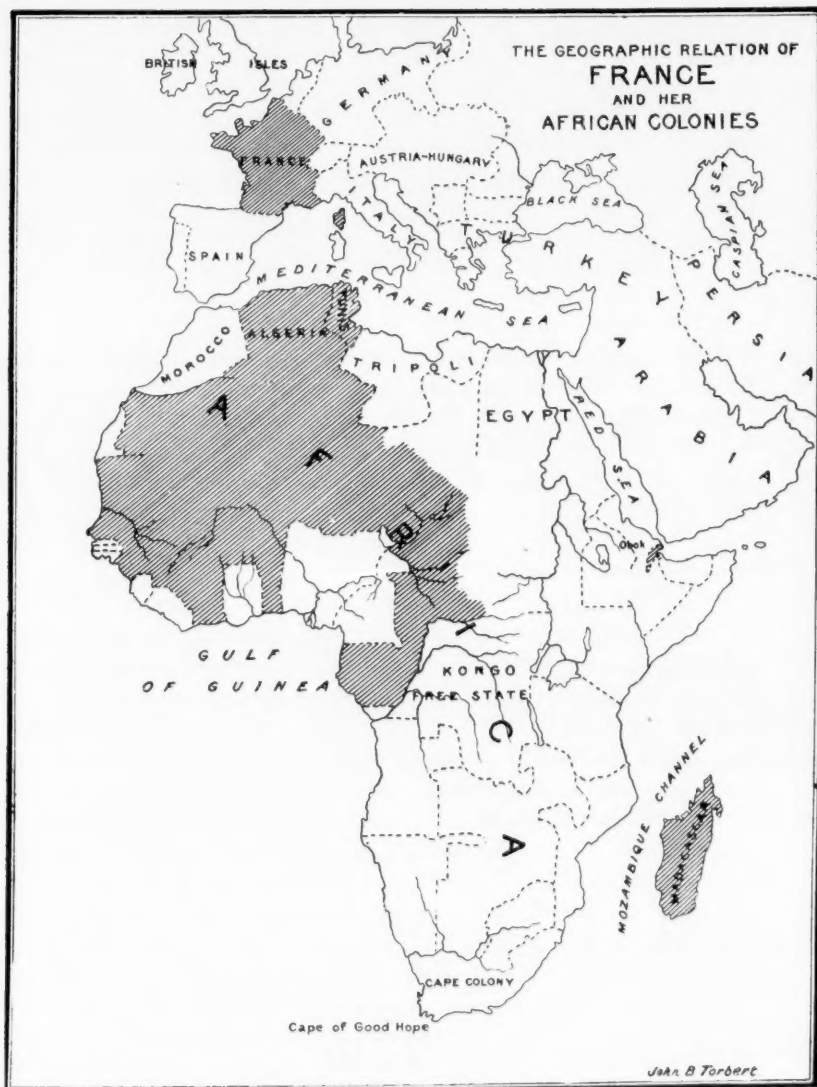 THE GEOGRAPHIC RELATION OF
FRANCE
AND HER
AFRICAN COLONIES
BRITISH ISLES
GERMANY
FRANCE
AUSTRIA-HUNGARY
ITALY
SPAIN
BLACK SEA
CASPIAN SEA
TURKEY
PERSIA
MEDITERRANEAN SEA
MOROCCO
ALGERIA
TUNIS
TRIPOLI
EGYPT
RED SEA
ARABIA
AFRICA
Obok
GULF
OF GUINEA
KONGO
FREE STATE
MOZAMBIQUE CHANNEL
MADAGASCAR
CAPE COLONY
Cape of Good Hope
John B Torbert